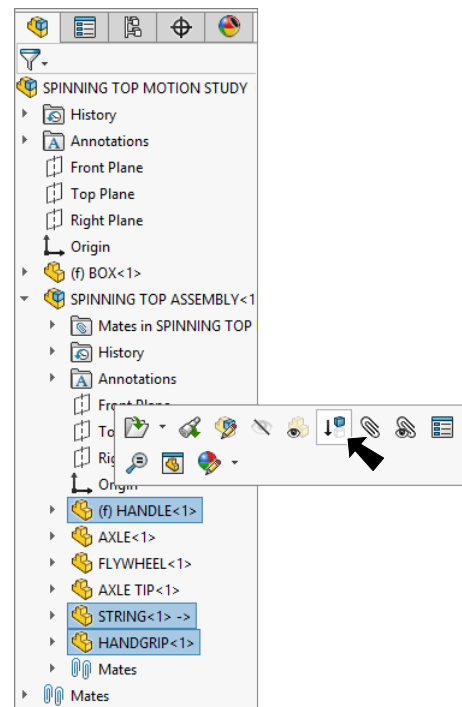 SPINNING TOP MOTION STUDY
History
A Annotations
Front Plane
Top Plane
Right Plane
Origin
(f) BOX<1>
SPINNING TOP ASSEMBLY<1
Mates in SPINNING TOP
History
A Annotations
To
Rig
Origin
(f) HANDLE<1>
AXLE<1>
FLYWHEEL<1>
AXLE TIP<1>
STRING<1> ->
HANDGRIP<1>
Mates
Mates